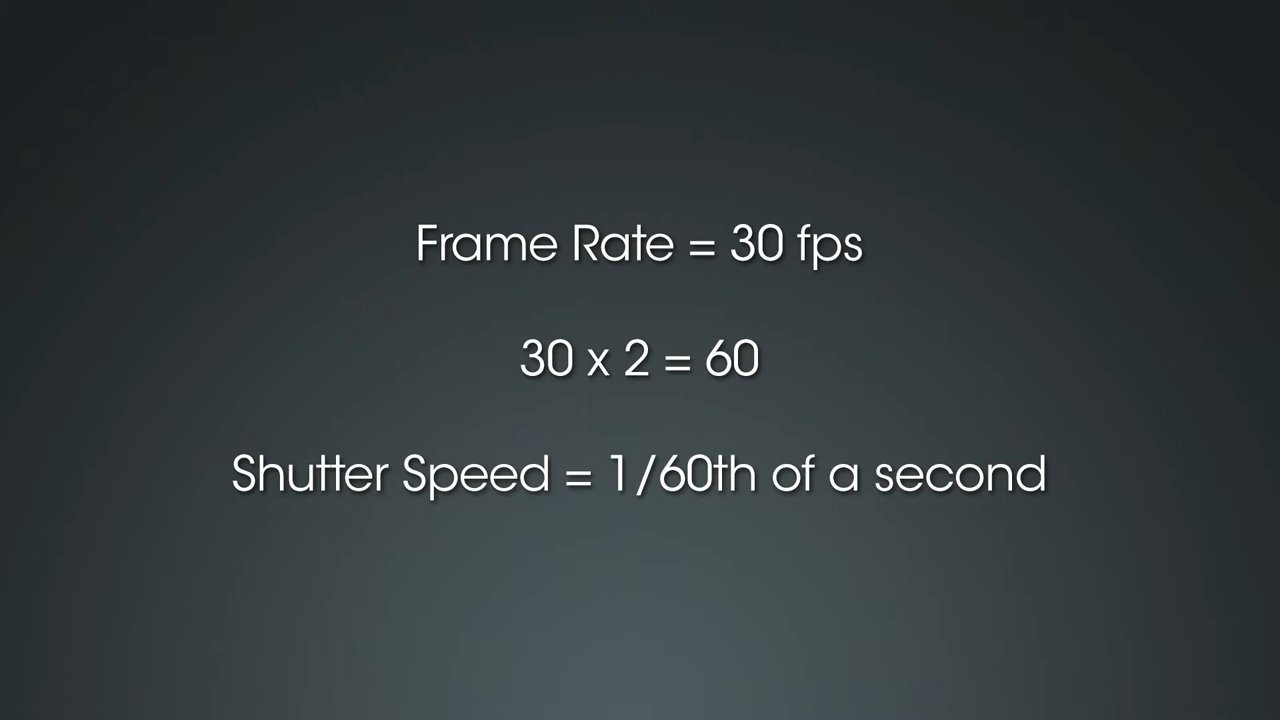 Frame Rate = 30 fps
30 x 2 = 60
Shutter Speed = 1/60th of a second